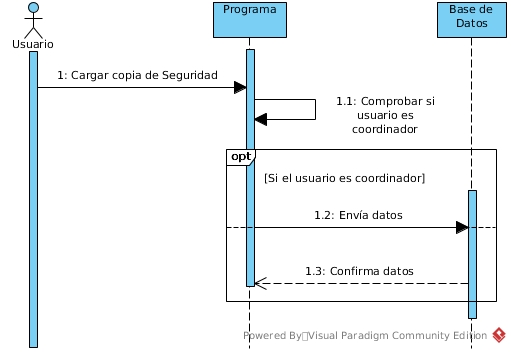 Programa
Base de
Datos
Usuario
1: Cargar copia de Seguridad
1.1: Comprobar si
usuario es
coordinador
opt
[Si el usuario es coordinador]
1.2: Envía datos
1.3: Confirma datos
Powered By Visual Paradigm Community Edition